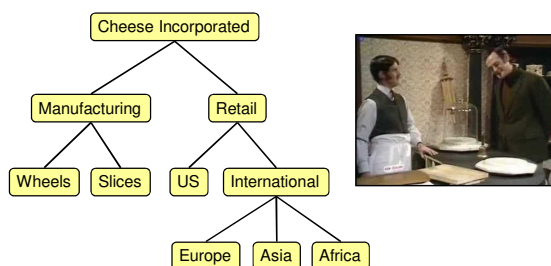 Cheese Incorporated
Manufacturing Retail
Wheels Slices US International
Europe Asia Africa